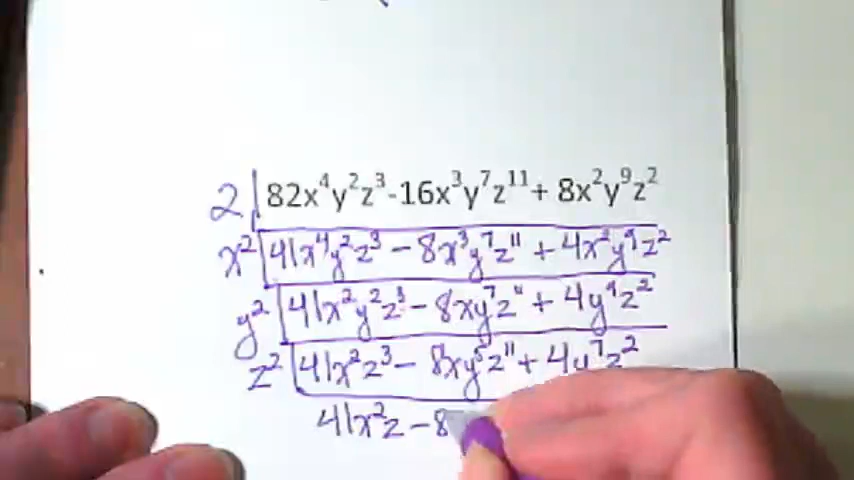 2 82x⁴y²z³-16x³y⁷z¹¹+ 8x²y⁹z²
x² 41x⁴y²z³ - 8x³y⁷z¹¹ + 4x²y⁹z²
y² 41x²y²z³ - 8xy⁷z¹¹ + 4y⁹z²
z² 41x²z³ - 8xy⁵z¹¹ + 4y⁷z²
41x²z - 8